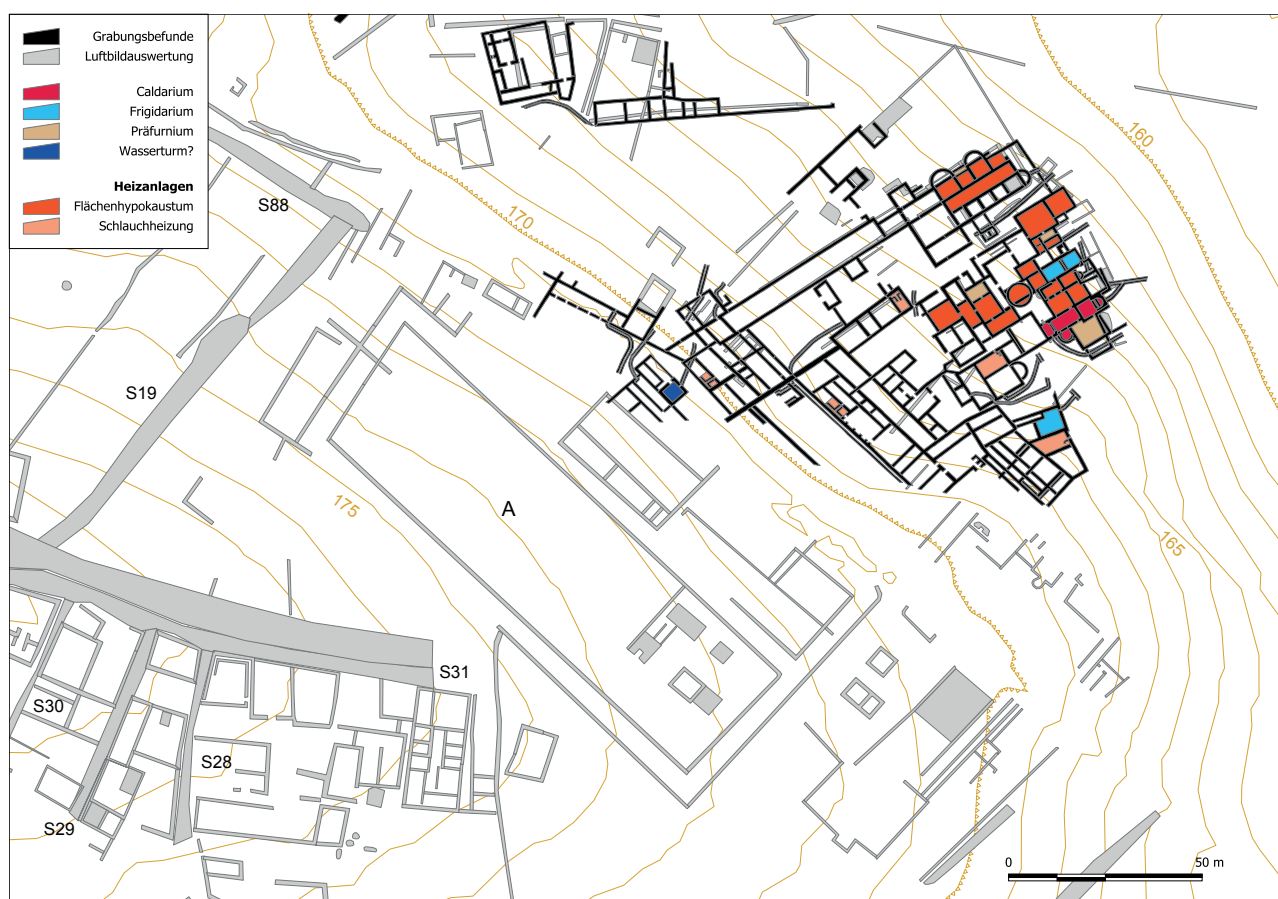 Grabungsbefunde
Luftbildauswertung
Caldarium
Frigidarium
Präfurnium
Wasserturm?
Heizanlagen
Flächenhypokaustum
Schlauchheizung
160
170
S88
S19
175
A
165
S31
S30
S28
S29
0 50 m